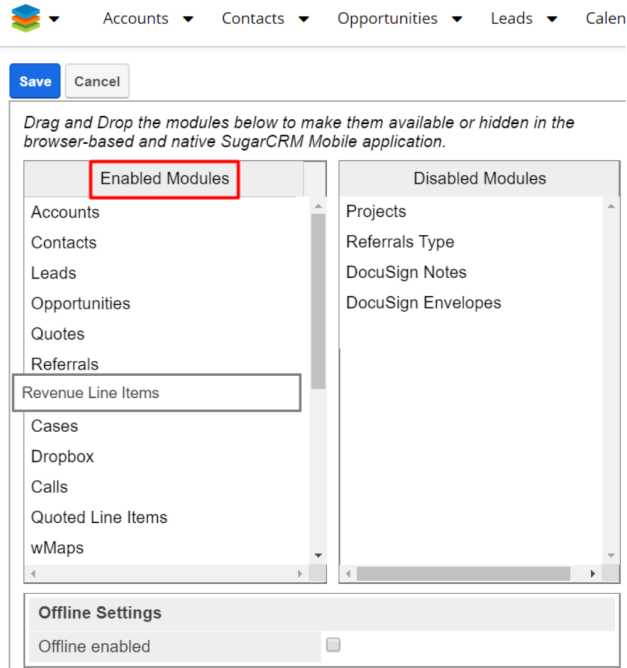 Accounts Contacts Opportunities Leads Calen
Save Cancel
Drag and Drop the modules below to make them available or hidden in the
browser-based and native SugarCRM Mobile application.
Enabled Modules
Accounts
Contacts
Leads
Opportunities
Quotes
Referrals
Revenue Line Items
Cases
Dropbox
Calls
Quoted Line Items
wMaps
Disabled Modules
Projects
Referrals Type
DocuSign Notes
DocuSign Envelopes
Offline Settings
Offline enabled